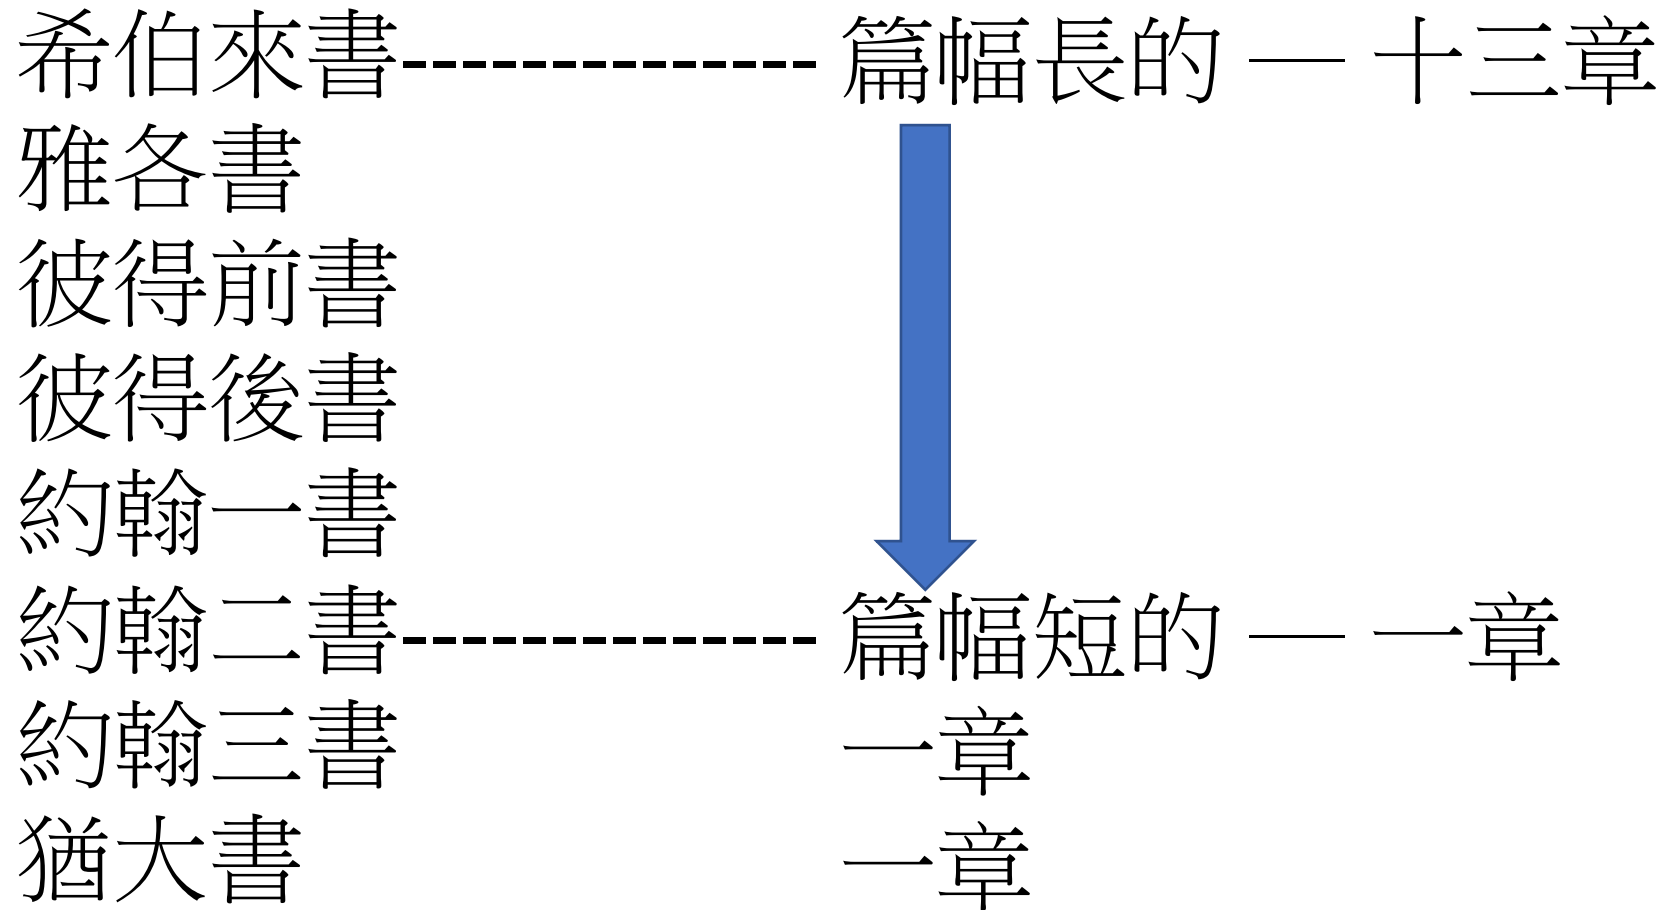 希伯來書--------------篇幅長的 — 十三章
雅各書
彼得前書
彼得後書
約翰一書
約翰二書--------------篇幅短的 — 一章
約翰三書 一章
猶大書 一章